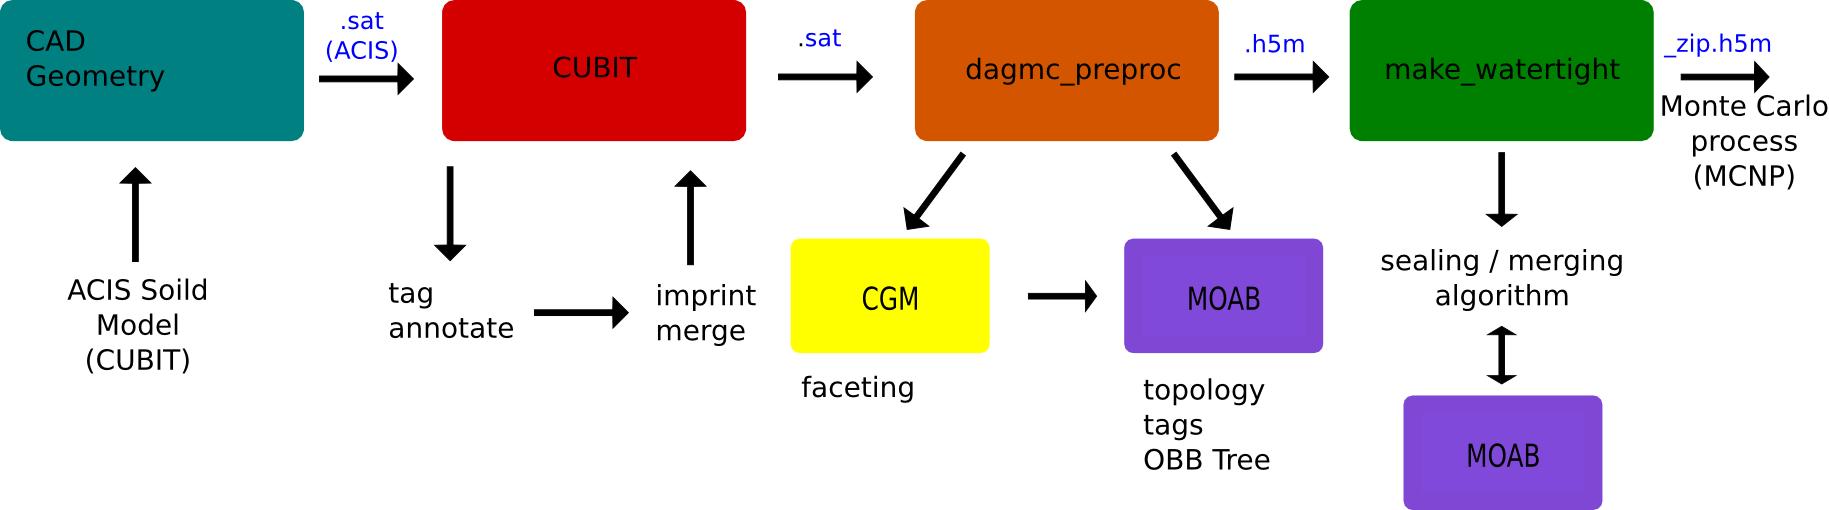 CAD
Geometry
.sat
(ACIS)
CUBIT
.sat
dagmc_preproc
.h5m
make_watertight
_zip.h5m
Monte Carlo
process
(MCNP)
ACIS Soild
Model
(CUBIT)
tag
annotate
imprint
merge
CGM
faceting
MOAB
topology
tags
OBB Tree
sealing / merging
algorithm
MOAB